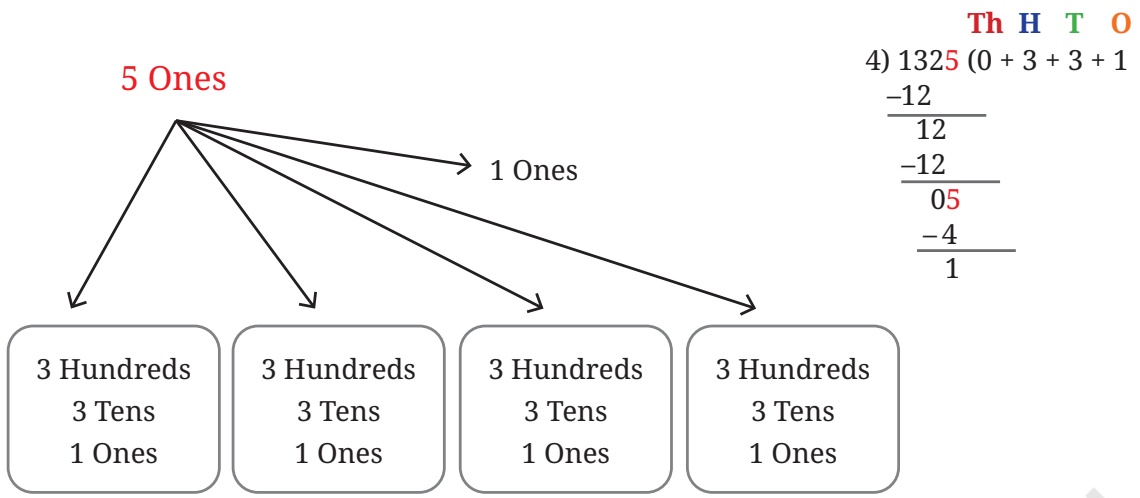 Th H T O
4) 1325 (0 + 3 + 3 + 1
–12
12
–12
05
–4
1
5 Ones
1 Ones
3 Hundreds
3 Tens
1 Ones
3 Hundreds
3 Tens
1 Ones
3 Hundreds
3 Tens
1 Ones
3 Hundreds
3 Tens
1 Ones